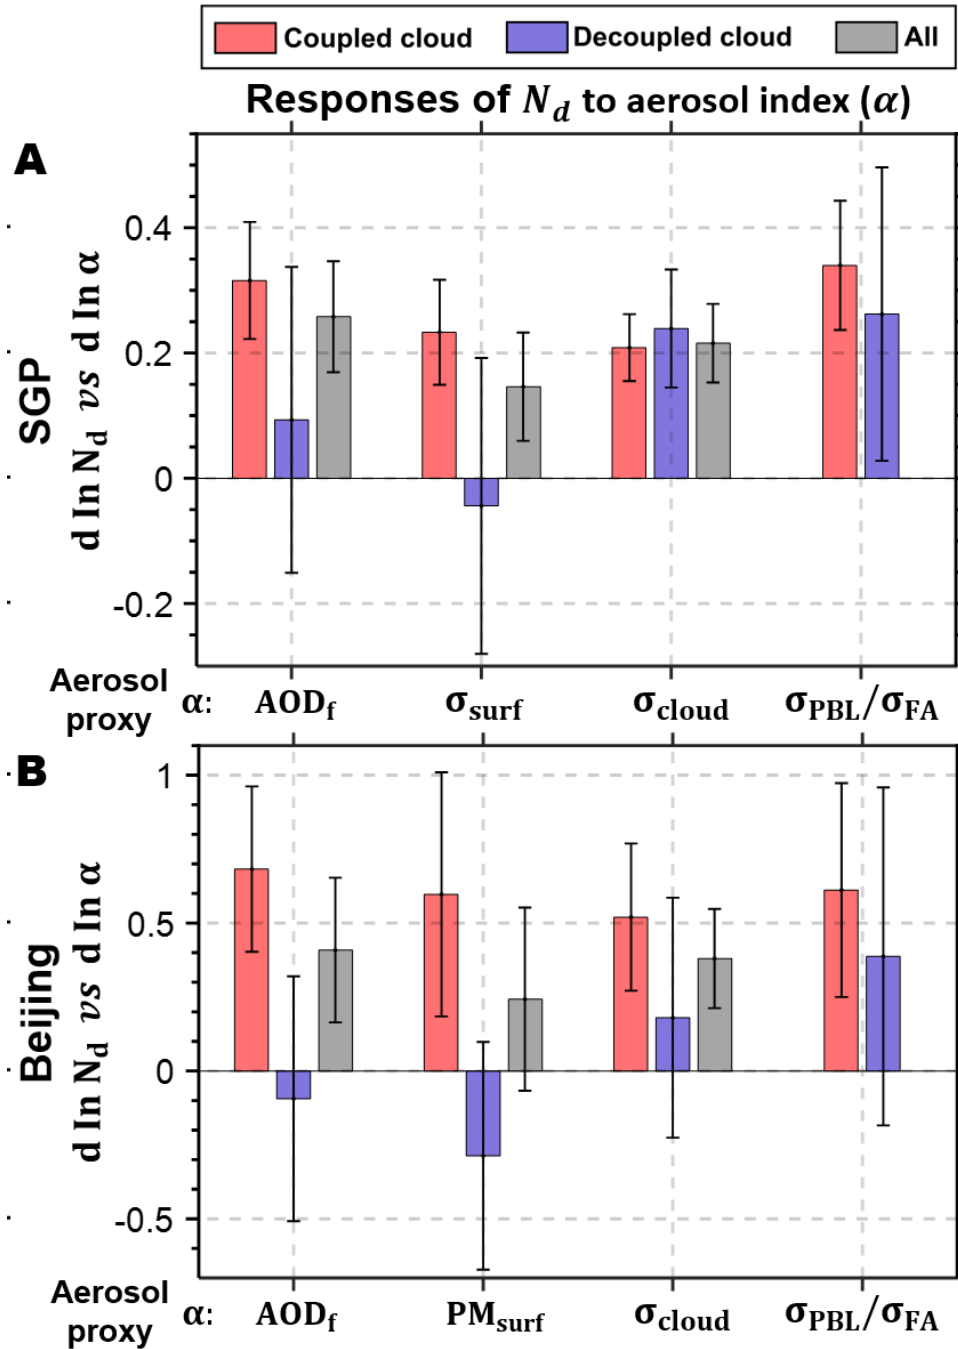 Coupled cloud Decoupled cloud All
Responses of N_d to aerosol index (α)
A
SGP
d ln N_d vs d ln α
0.4
0.2
0
-0.2
Aerosol proxy α: AOD_f σ_surf σ_cloud σ_PBL/σ_FA
B
Beijing
d ln N_d vs d ln α
1
0.5
0
-0.5
Aerosol proxy α: AOD_f PM_surf σ_cloud σ_PBL/σ_FA